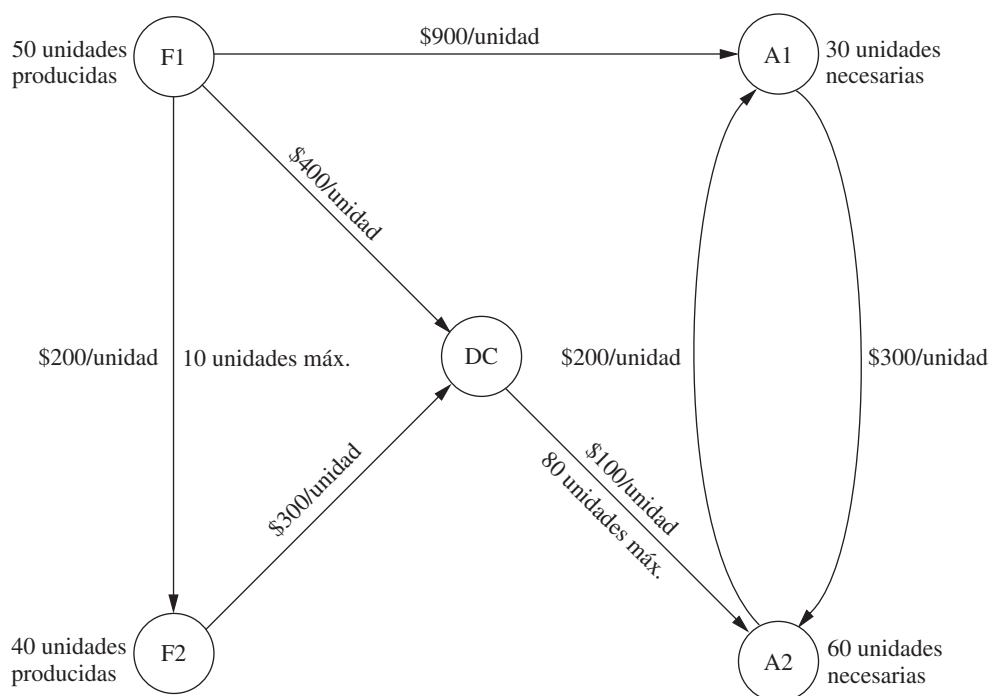 50 unidades
producidas
F1
$900/unidad
A1
30 unidades
necesarias
$400/unidad
$200/unidad
10 unidades máx.
DC
$200/unidad
$300/unidad
$300/unidad
$100/unidad
80 unidades máx.
40 unidades
producidas
F2
A2
60 unidades
necesarias